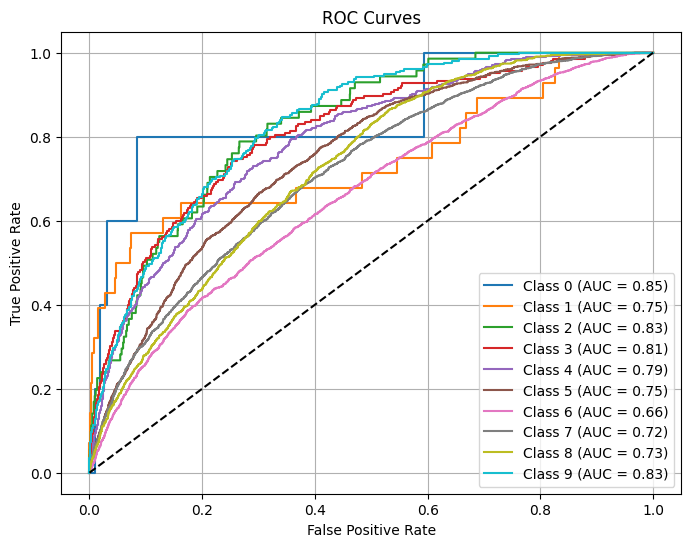 ROC Curves
True Positive Rate
1.0
0.8
0.6
0.4
0.2
0.0
Class 0 (AUC = 0.85)
Class 1 (AUC = 0.75)
Class 2 (AUC = 0.83)
Class 3 (AUC = 0.81)
Class 4 (AUC = 0.79)
Class 5 (AUC = 0.75)
Class 6 (AUC = 0.66)
Class 7 (AUC = 0.72)
Class 8 (AUC = 0.73)
Class 9 (AUC = 0.83)
0.0 0.2 0.4 0.6 0.8 1.0
False Positive Rate